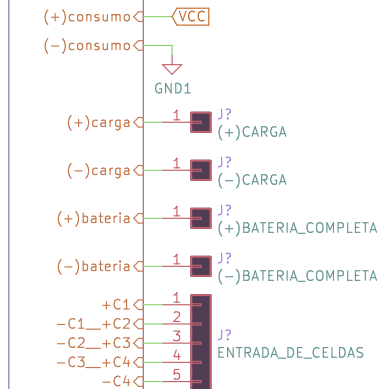 (+)consumo VCC
(-)consumo
GND1
(+)carga 1 J?
(+)CARGA
(-)carga 1 J?
(-)CARGA
(+)bateria 1 J?
(+)BATERIA_COMPLETA
(-)bateria 1 J?
(-)BATERIA_COMPLETA
+C1 1
-C1__+C2 2
-C2__+C3 3 J?
ENTRADA_DE_CELDAS
-C3__+C4 4
-C4 5